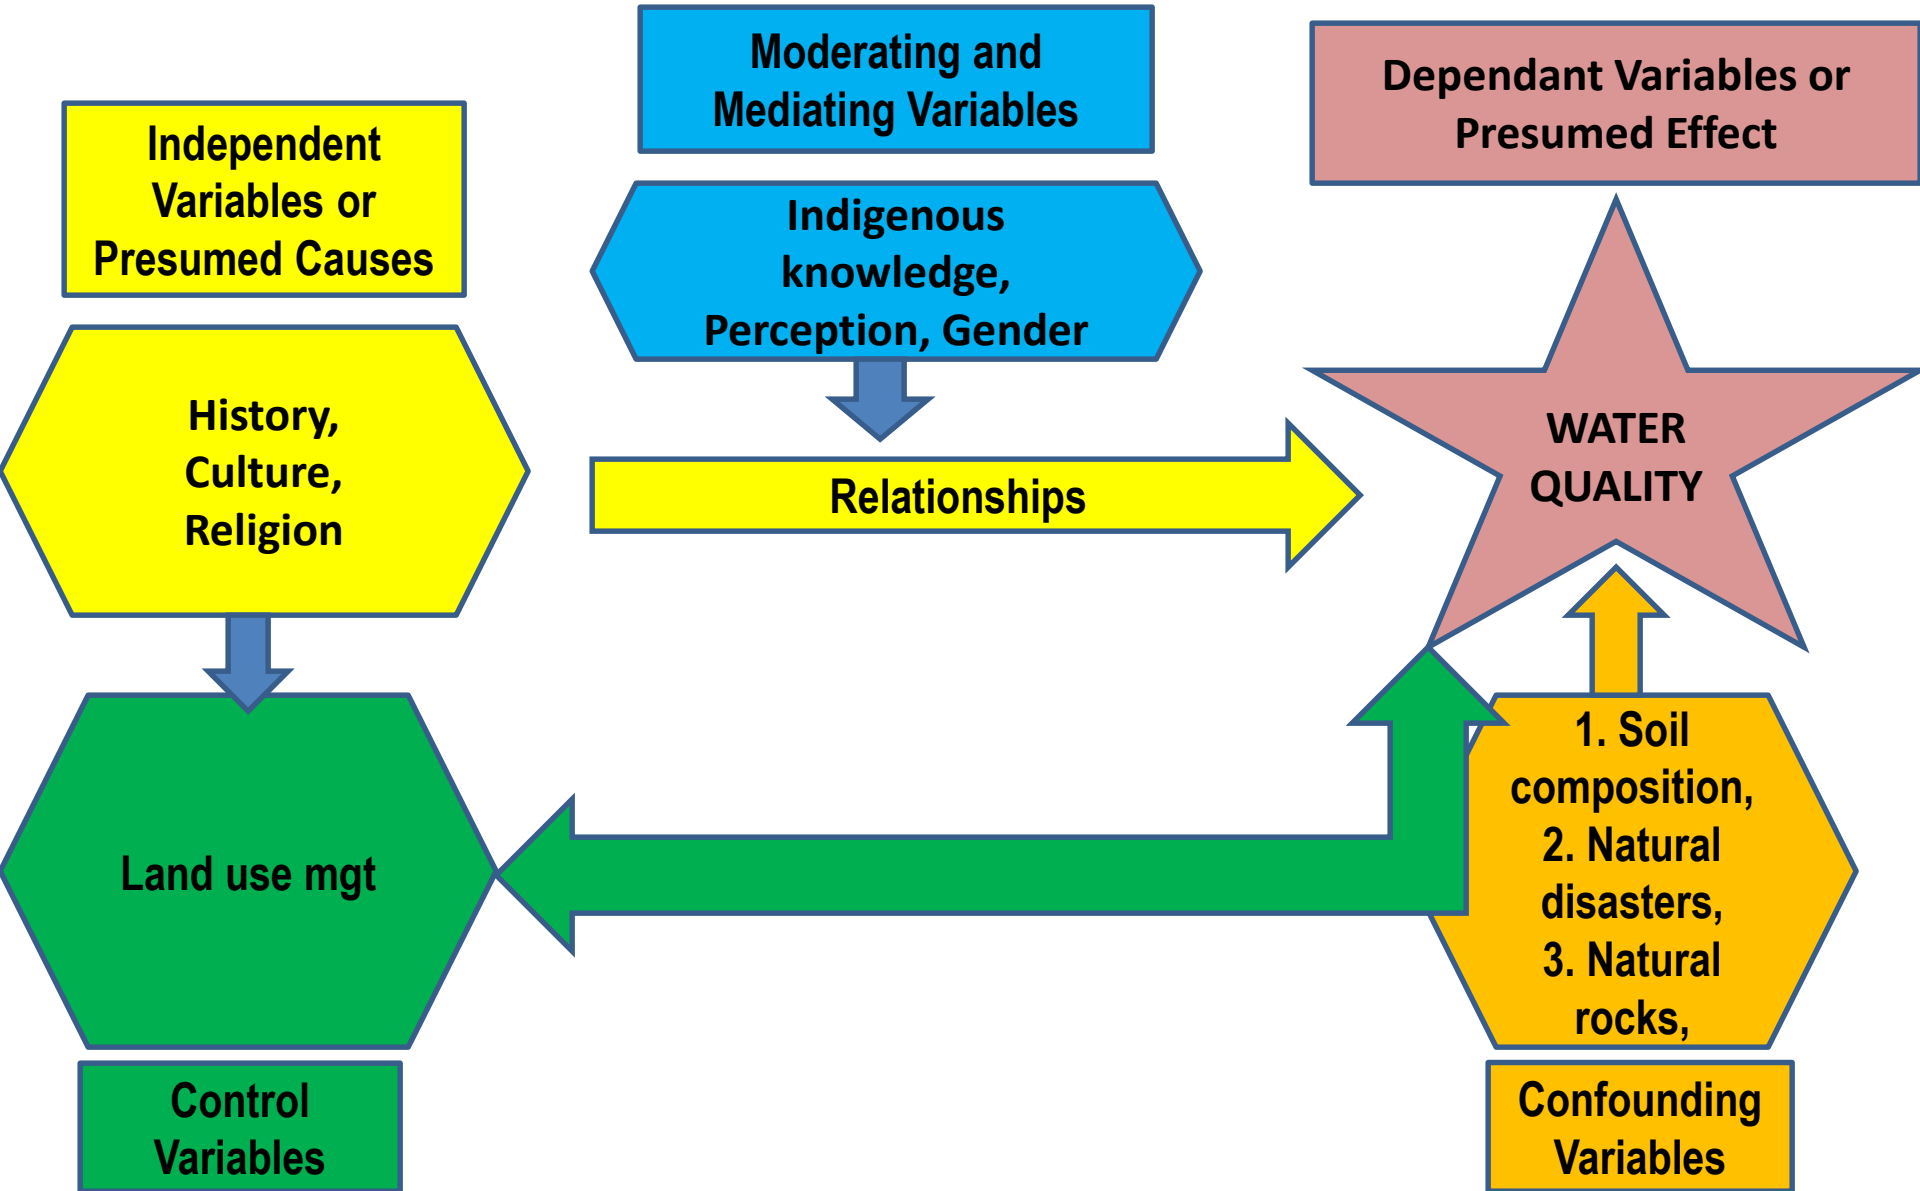 Independent
Variables or
Presumed Causes
Moderating and
Mediating Variables
Dependant Variables or
Presumed Effect
Indigenous
knowledge,
Perception, Gender
History,
Culture,
Religion
Relationships
WATER
QUALITY
Land use mgt
1. Soil
composition,
2. Natural
disasters,
3. Natural
rocks,
Control
Variables
Confounding
Variables